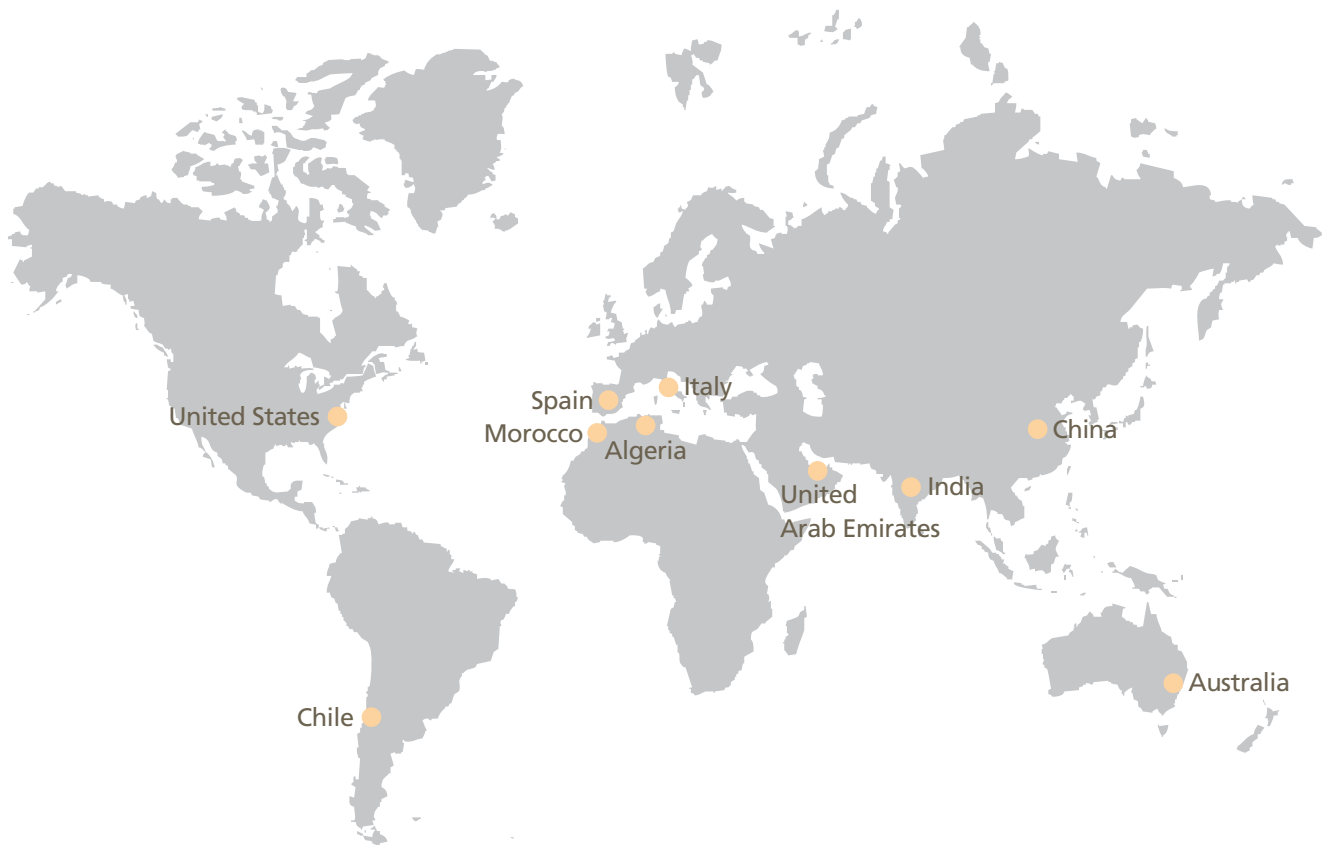 Italy
Spain
United States
Morocco
China
Algeria
India
United
Arab Emirates
Australia
Chile